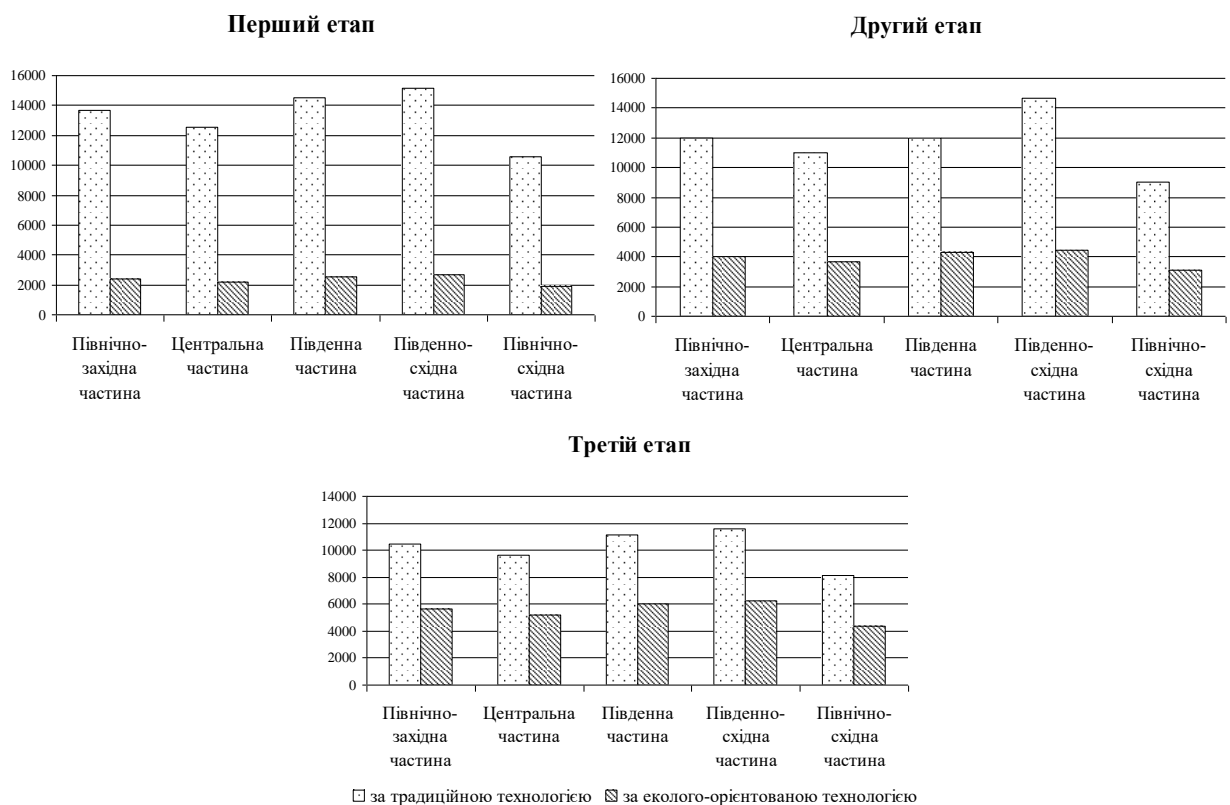 Перший етап
16000
14000
12000
10000
8000
6000
4000
2000
0
Північно- Центральна Південна Південно- Північно-
західна частина частина східна східна
частина частина частина
Другий етап
16000
14000
12000
10000
8000
6000
4000
2000
0
Північно- Центральна Південна Південно- Північно-
західна частина частина східна східна
частина частина частина
Третій етап
14000
12000
10000
8000
6000
4000
2000
0
Північно- Центральна Південна Південно- Північно-
західна частина частина східна східна
частина частина частина
за традиційною технологією за еколого-орієнтованою технологією